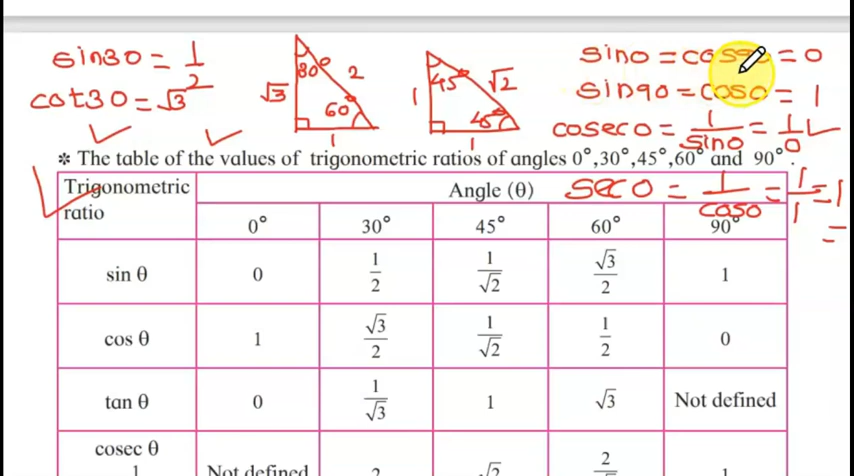 sin30 = 1/2
cot30 = √3
30°
2
√3
60°
1
45°
√2
1
45°
1
sin0 = cos90 = 0
sin90 = cos0 = 1
cosec0 = 1/sin0 = 1/0
* The table of the values of trigonometric ratios of angles 0°,30°,45°,60° and 90°.
sec0 = 1/cos0 = 1/1 = 1
Trigonometric ratio Angle (θ)
0° 30° 45° 60° 90°
sin θ 0 1/2 1/√2 √3/2 1
cos θ 1 √3/2 1/√2 1/2 0
tan θ 0 1/√3 1 √3 Not defined
cosec θ
Not defined 2 √2 2 1